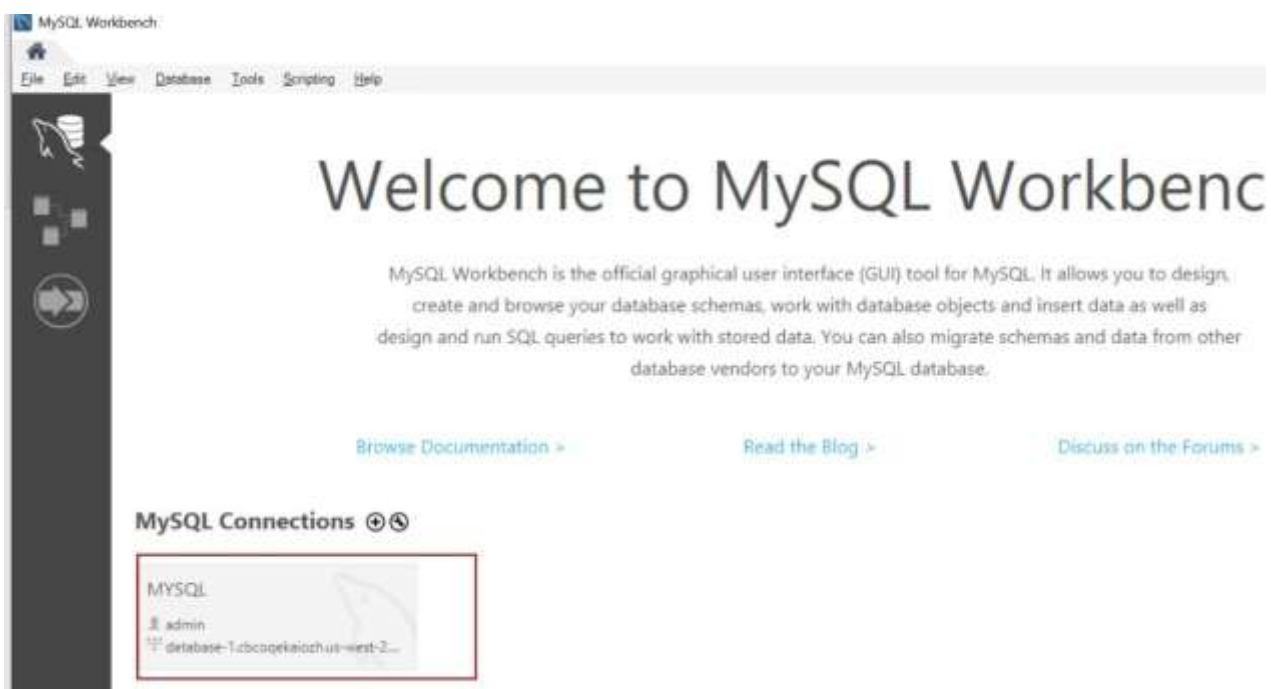 MySQL Workbench
File Edit View Database Tools Scripting Help
Welcome to MySQL Workbenc
MySQL Workbench is the official graphical user interface (GUI) tool for MySQL. It allows you to design,
create and browse your database schemas, work with database objects and insert data as well as
design and run SQL queries to work with stored data. You can also migrate schemas and data from other
database vendors to your MySQL database.
Browse Documentation > Read the Blog > Discuss on the Forums >
MySQL Connections
MYSQL
admin